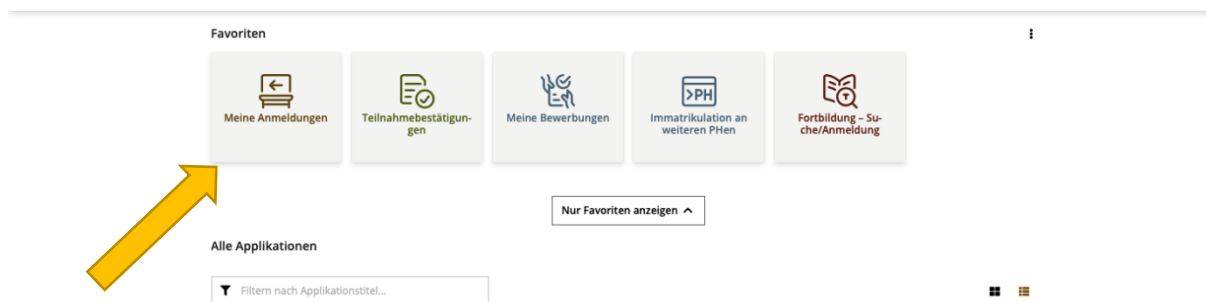 Favoriten
Meine Anmeldungen
Teilnahmebestätigun-
gen
Meine Bewerbungen
>PH
Immatrikulation an
weiteren PHen
T
Fortbildung – Su-
che/Anmeldung
Nur Favoriten anzeigen
Alle Applikationen
Filtern nach Applikationstitel...